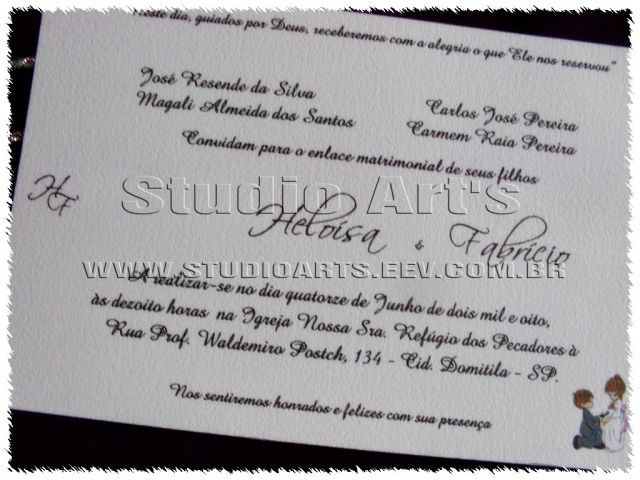 "Neste dia, guiados por Deus, receberemos com a alegria o que Ele nos reservou"
José Resende da Silva
Magali Almeida dos Santos
Carlos José Pereira
Carmem Raia Pereira
Convidam para o enlace matrimonial de seus filhos
Studio Art's
HF
Heloísa & Fabrício
WWW.STUDIOARTS.EEV.COM.BR
A realizar-se no dia quatorze de Junho de dois mil e oito,
às dezoito horas na Igreja Nossa Sra. Refúgio dos Pecadores à
Rua Prof. Waldemiro Postch, 134 - Cid. Domitila - SP.
Nos sentiremos honrados e felizes com sua presença